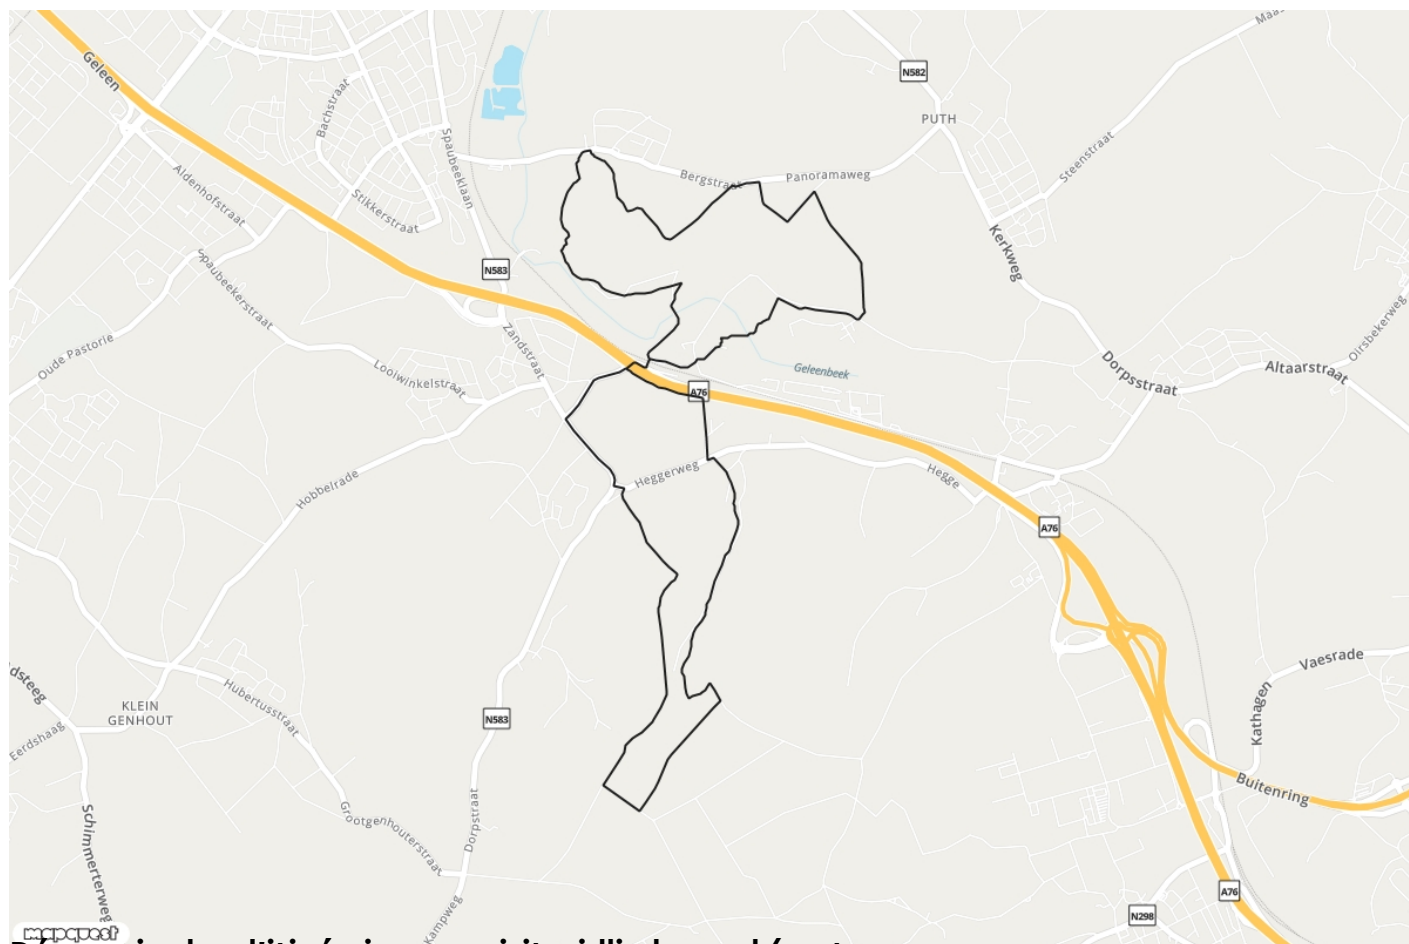 Geleen
Bachstraat
Spaubeeklaan
Aldenhofstraat
Stikkerstraat
N582
PUTH
Maas
Steenstraat
Bergstraat
Panoramaweg
Kerkweg
N583
Spaubeekerstraat
Zandstraat
Oude Pastorie
Looiwinkelstraat
Geleenbeek
A76
Dorpsstraat
Altaarstraat
Oirsbekerweg
Hobbelrade
Heggerweg
Hegge
A76
Vaesrade
Kathagen
Buitenring
dsteeg
KLEIN
GENHOUT
Hubertusstraat
Eerdshaag
N583
Schimmerterweg
Grootgenhouterstraat
Dorpstraat
Kampweg
A76
N298
mapquest